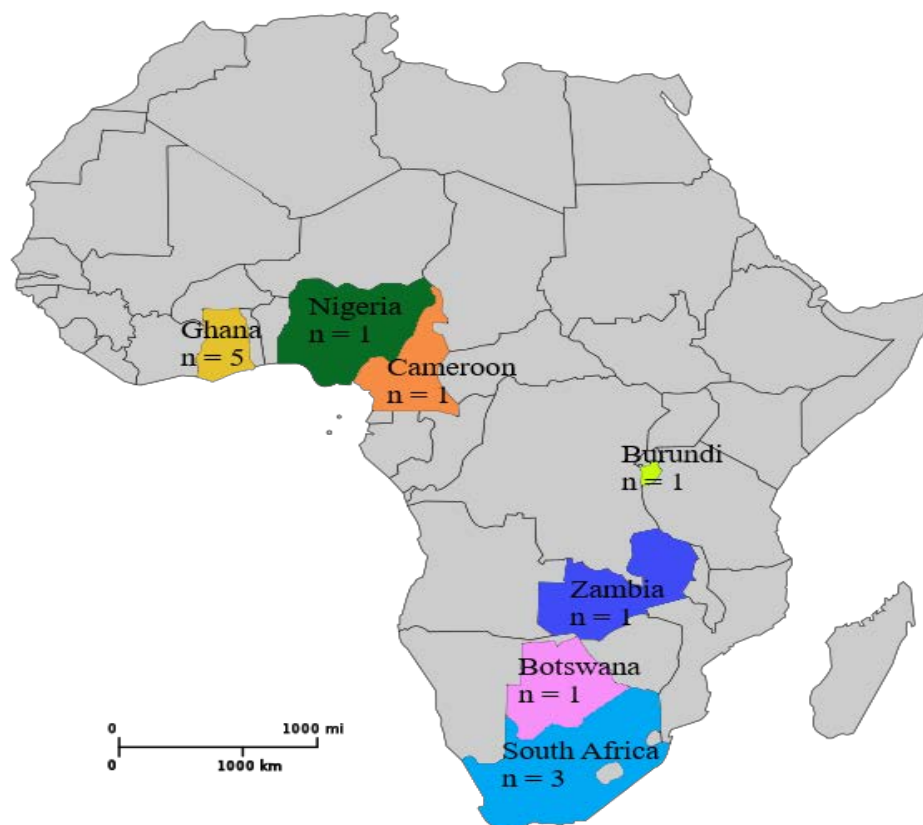 Nigeria
n = 1
Ghana
n = 5
Cameroon
n = 1
Burundi
n = 1
Zambia
n = 1
Botswana
n = 1
0 1000 mi
0 1000 km
South Africa
n = 3